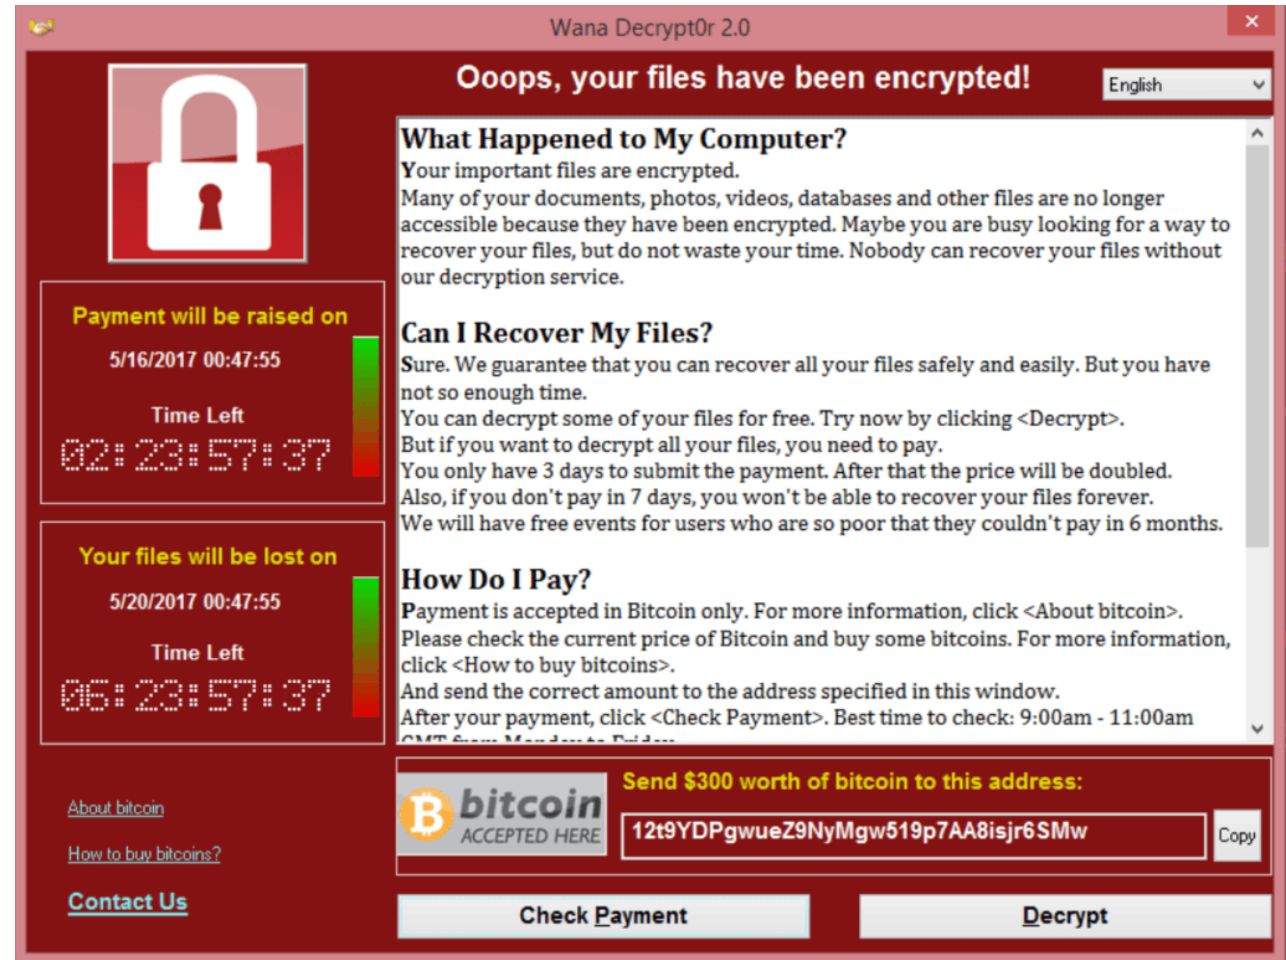 Wana Decrypt0r 2.0
Ooops, your files have been encrypted!
English
Payment will be raised on
5/16/2017 00:47:55
Time Left
02:23:57:37
Your files will be lost on
5/20/2017 00:47:55
Time Left
06:23:57:37
About bitcoin
How to buy bitcoins?
Contact Us
What Happened to My Computer?
Your important files are encrypted.
Many of your documents, photos, videos, databases and other files are no longer
accessible because they have been encrypted. Maybe you are busy looking for a way to
recover your files, but do not waste your time. Nobody can recover your files without
our decryption service.
Can I Recover My Files?
Sure. We guarantee that you can recover all your files safely and easily. But you have
not so enough time.
You can decrypt some of your files for free. Try now by clicking <Decrypt>.
But if you want to decrypt all your files, you need to pay.
You only have 3 days to submit the payment. After that the price will be doubled.
Also, if you don't pay in 7 days, you won't be able to recover your files forever.
We will have free events for users who are so poor that they couldn't pay in 6 months.
How Do I Pay?
Payment is accepted in Bitcoin only. For more information, click <About bitcoin>.
Please check the current price of Bitcoin and buy some bitcoins. For more information,
click <How to buy bitcoins>.
And send the correct amount to the address specified in this window.
After your payment, click <Check Payment>. Best time to check: 9:00am - 11:00am
GMT from Monday to Friday.
bitcoin
ACCEPTED HERE
Send $300 worth of bitcoin to this address:
12t9YDPgwueZ9NyMgw519p7AA8isjr6SMw
Copy
Check Payment
Decrypt